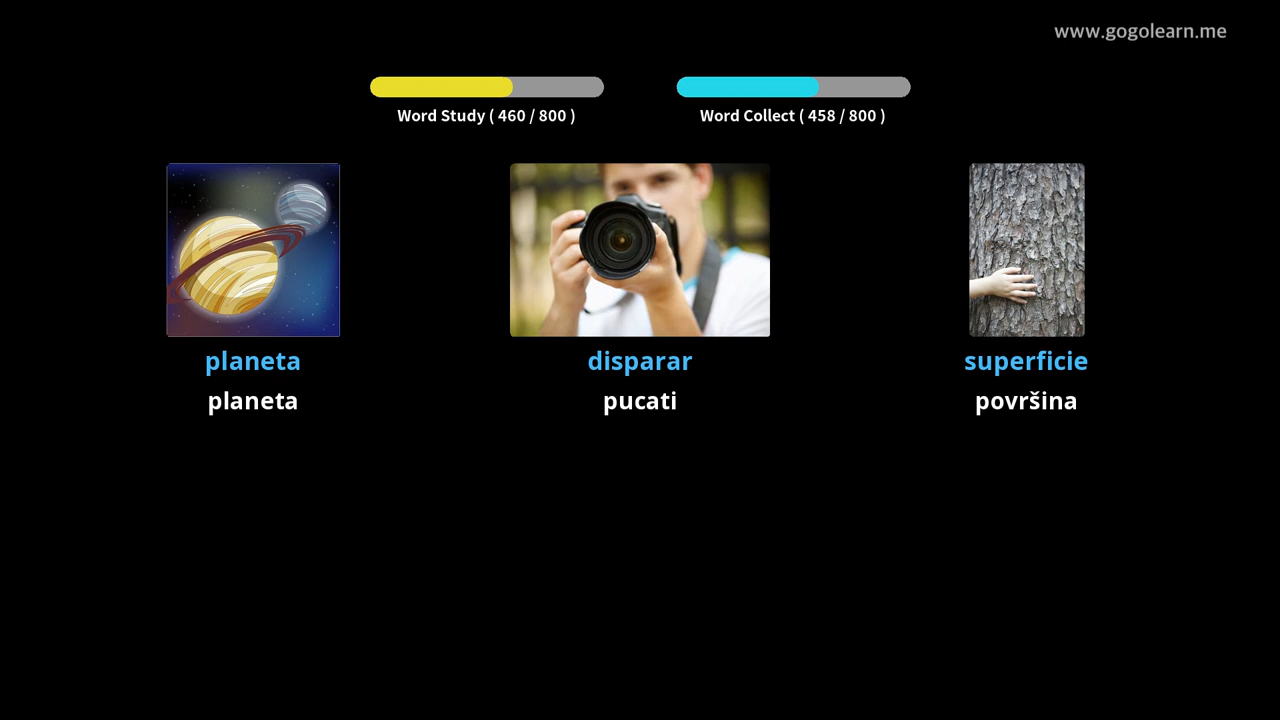 www.gogolearn.me
Word Study ( 460 / 800 )
Word Collect ( 458 / 800 )
planeta
disparar
superficie
planeta
pucati
površina